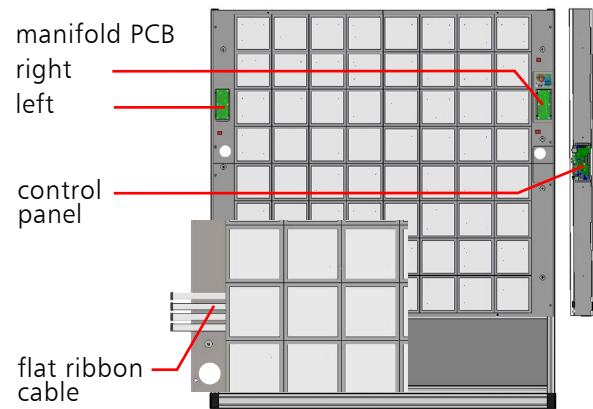 manifold PCB
right
left
control
panel
flat ribbon
cable